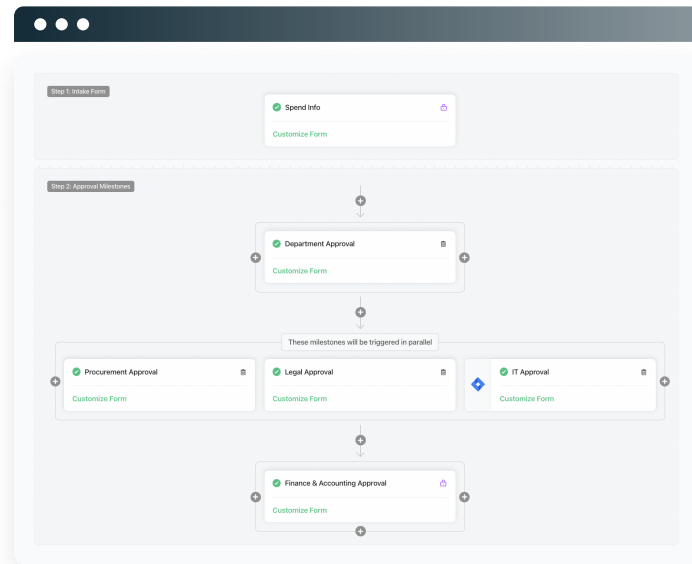 Step 1: Intake Form
Spend Info
Customize Form
Step 2: Approval Milestones
Department Approval
Customize Form
These milestones will be triggered in parallel
Procurement Approval
Customize Form
Legal Approval
Customize Form
IT Approval
Customize Form
Finance & Accounting Approval
Customize Form